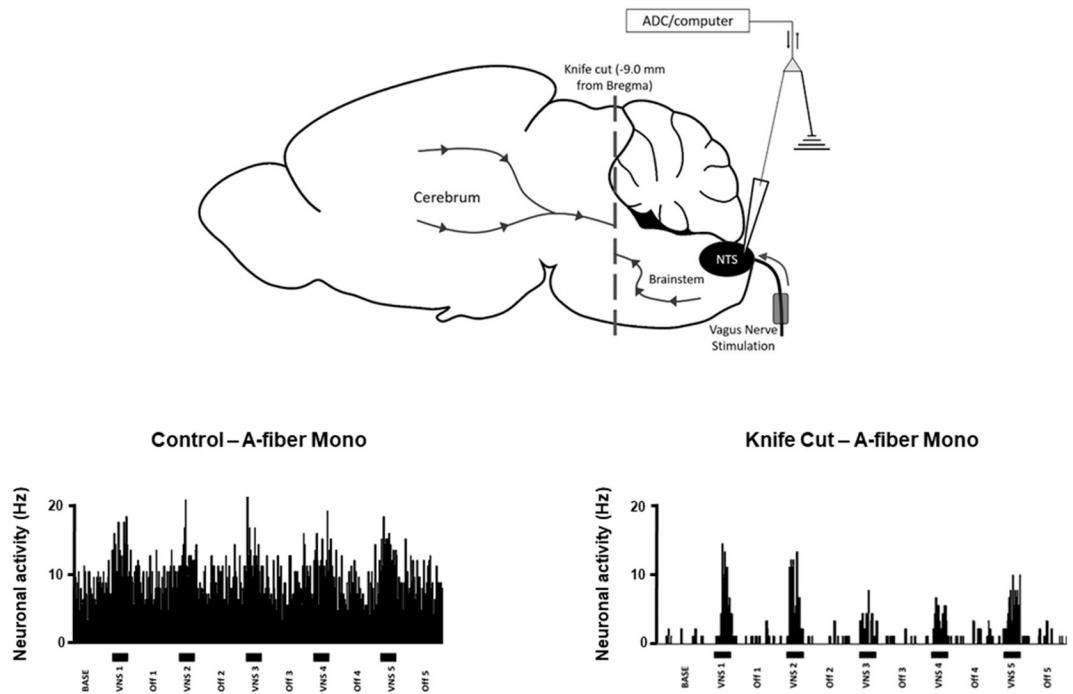 ADC/computer
Knife cut (-9.0 mm
from Bregma)
Cerebrum
NTS
Brainstem
Vagus Nerve
Stimulation
Control – A-fiber Mono
Neuronal activity (Hz)
20
10
0
BASE
VNS 1
Off 1
VNS 2
Off 2
VNS 3
Off 3
VNS 4
Off 4
VNS 5
Off 5
Knife Cut – A-fiber Mono
Neuronal activity (Hz)
20
10
0
BASE
VNS 1
Off 1
VNS 2
Off 2
VNS 3
Off 3
VNS 4
Off 4
VNS 5
Off 5